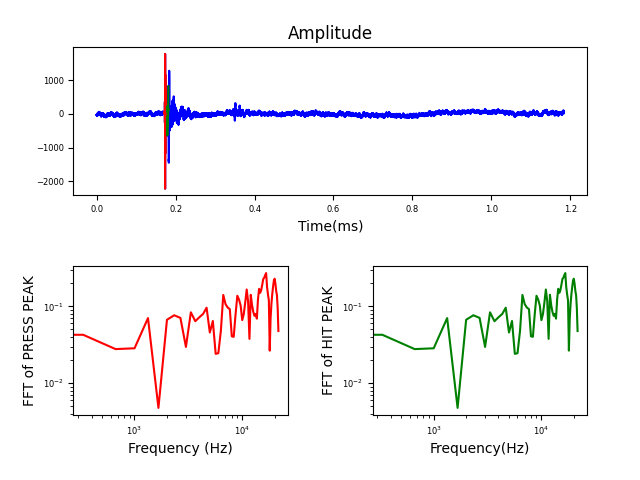 Amplitude
1000
0
−1000
−2000
0.0 0.2 0.4 0.6 0.8 1.0 1.2
Time(ms)
FFT of PRESS PEAK
10⁻¹
10⁻²
10³ 10⁴
Frequency (Hz)
FFT of HIT PEAK
10⁻¹
10⁻²
10³ 10⁴
Frequency(Hz)